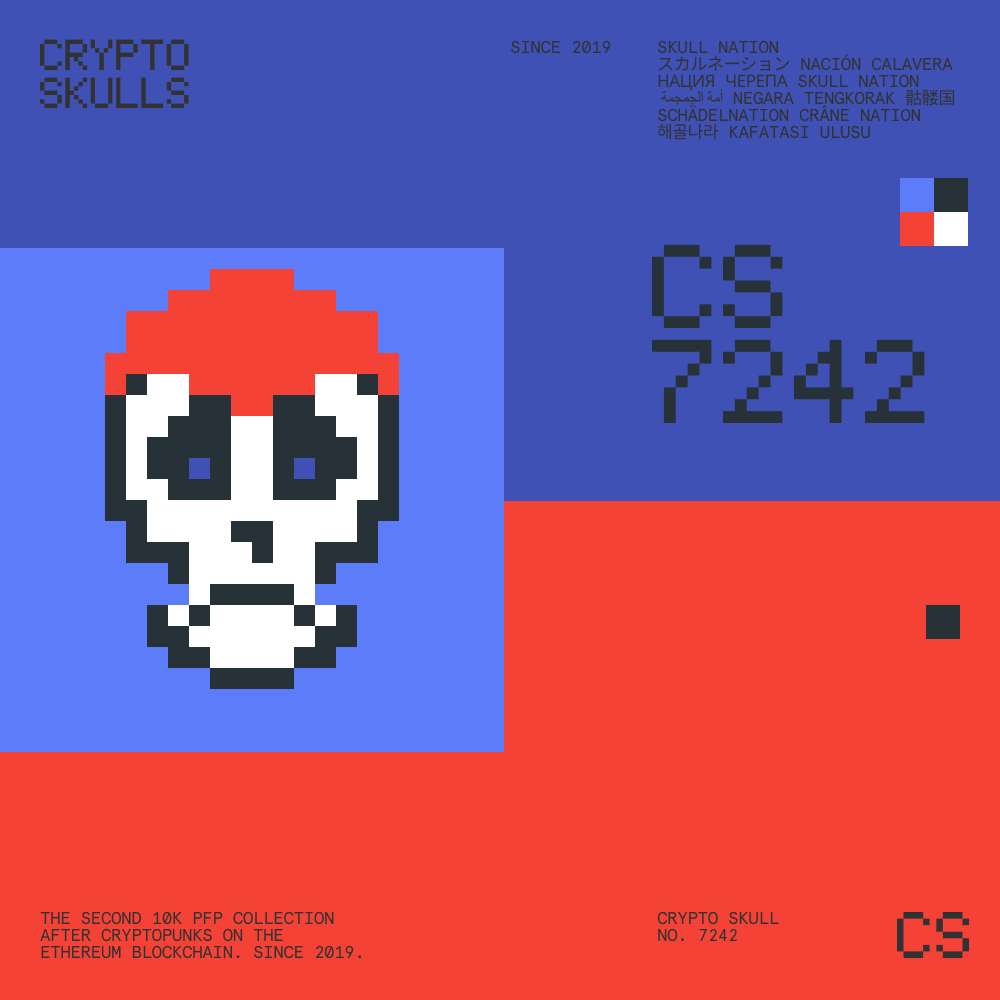 CRYPTO
SKULLS
SINCE 2019
SKULL NATION
スカルネーション NACIÓN CALAVERA
НАЦИЯ ЧЕРЕПА SKULL NATION
أمة الجمجمة NEGARA TENGKORAK 骷髅国
SCHÄDELNATION CRÂNE NATION
해골나라 KAFATASI ULUSU
CS
7242
THE SECOND 10K PFP COLLECTION
AFTER CRYPTOPUNKS ON THE
ETHEREUM BLOCKCHAIN. SINCE 2019.
CRYPTO SKULL
NO. 7242
CS